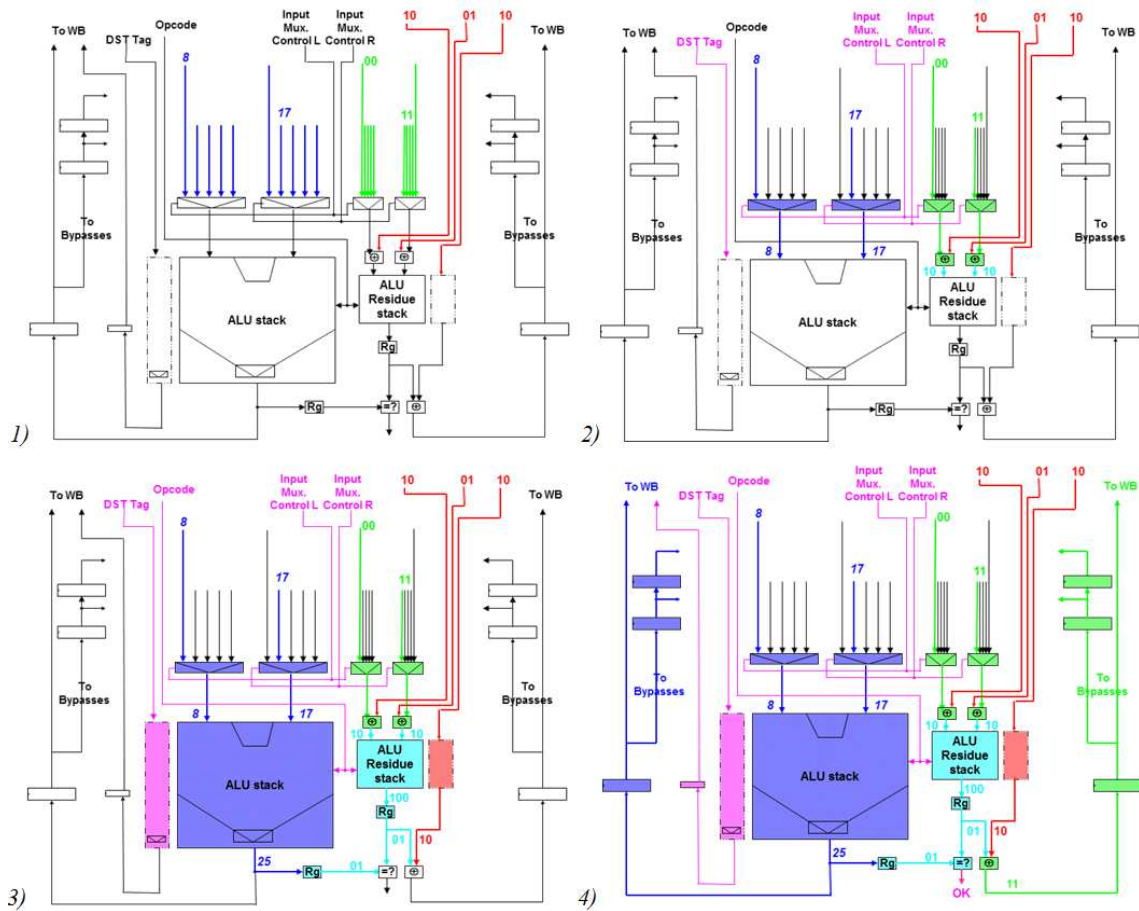 Input
Mux.
Control L
Input
Mux.
Control R
10
01
10
To WB
DST Tag
Opcode
To WB
8
17
00
11
To
Bypasses
To
Bypasses
ALU stack
ALU
Residue
stack
Rg
Rg
=?
1)
Input
Mux.
Control L
Input
Mux.
Control R
10
01
10
To WB
DST Tag
Opcode
To WB
8
17
00
11
To
Bypasses
To
Bypasses
8
17
10
10
ALU stack
ALU
Residue
stack
Rg
Rg
=?
2)
Input
Mux.
Control L
Input
Mux.
Control R
10
01
10
To WB
DST Tag
Opcode
To WB
8
17
00
11
To
Bypasses
To
Bypasses
8
17
10
10
ALU stack
ALU
Residue
stack
100
Rg
01
10
25
Rg
01
=?
3)
Input
Mux.
Control L
Input
Mux.
Control R
10
01
10
To WB
DST Tag
Opcode
To WB
8
17
00
11
To
Bypasses
To
Bypasses
8
17
10
10
ALU stack
ALU
Residue
stack
100
Rg
01
10
25
Rg
01
=?
OK
11
4)